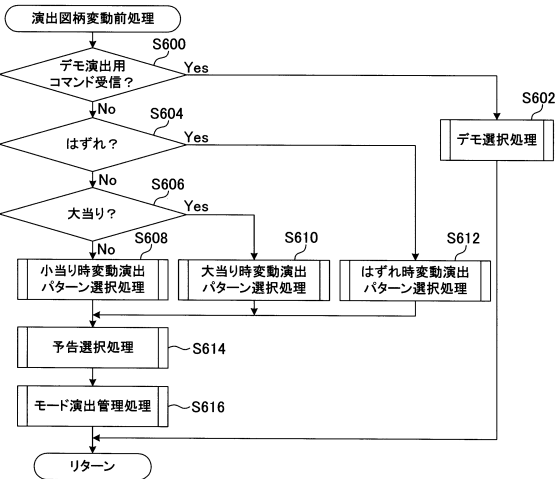 演出図柄変動前処理
S600
デモ演出用
コマンド受信？
Yes
No
S602
デモ選択処理
S604
はずれ？
Yes
No
S606
大当り？
Yes
No
S608
小当り時変動演出
パターン選択処理
S610
大当り時変動演出
パターン選択処理
S612
はずれ時変動演出
パターン選択処理
予告選択処理
S614
モード演出管理処理
S616
リターン